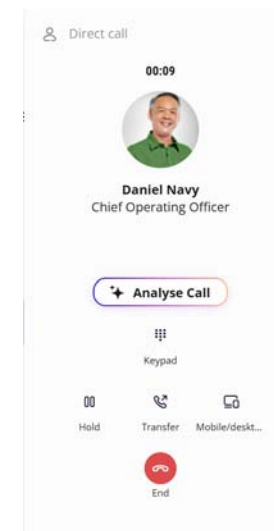 Direct call
00:09
Daniel Navy
Chief Operating Officer
Analyse Call
Keypad
Hold Transfer Mobile/deskt...
End